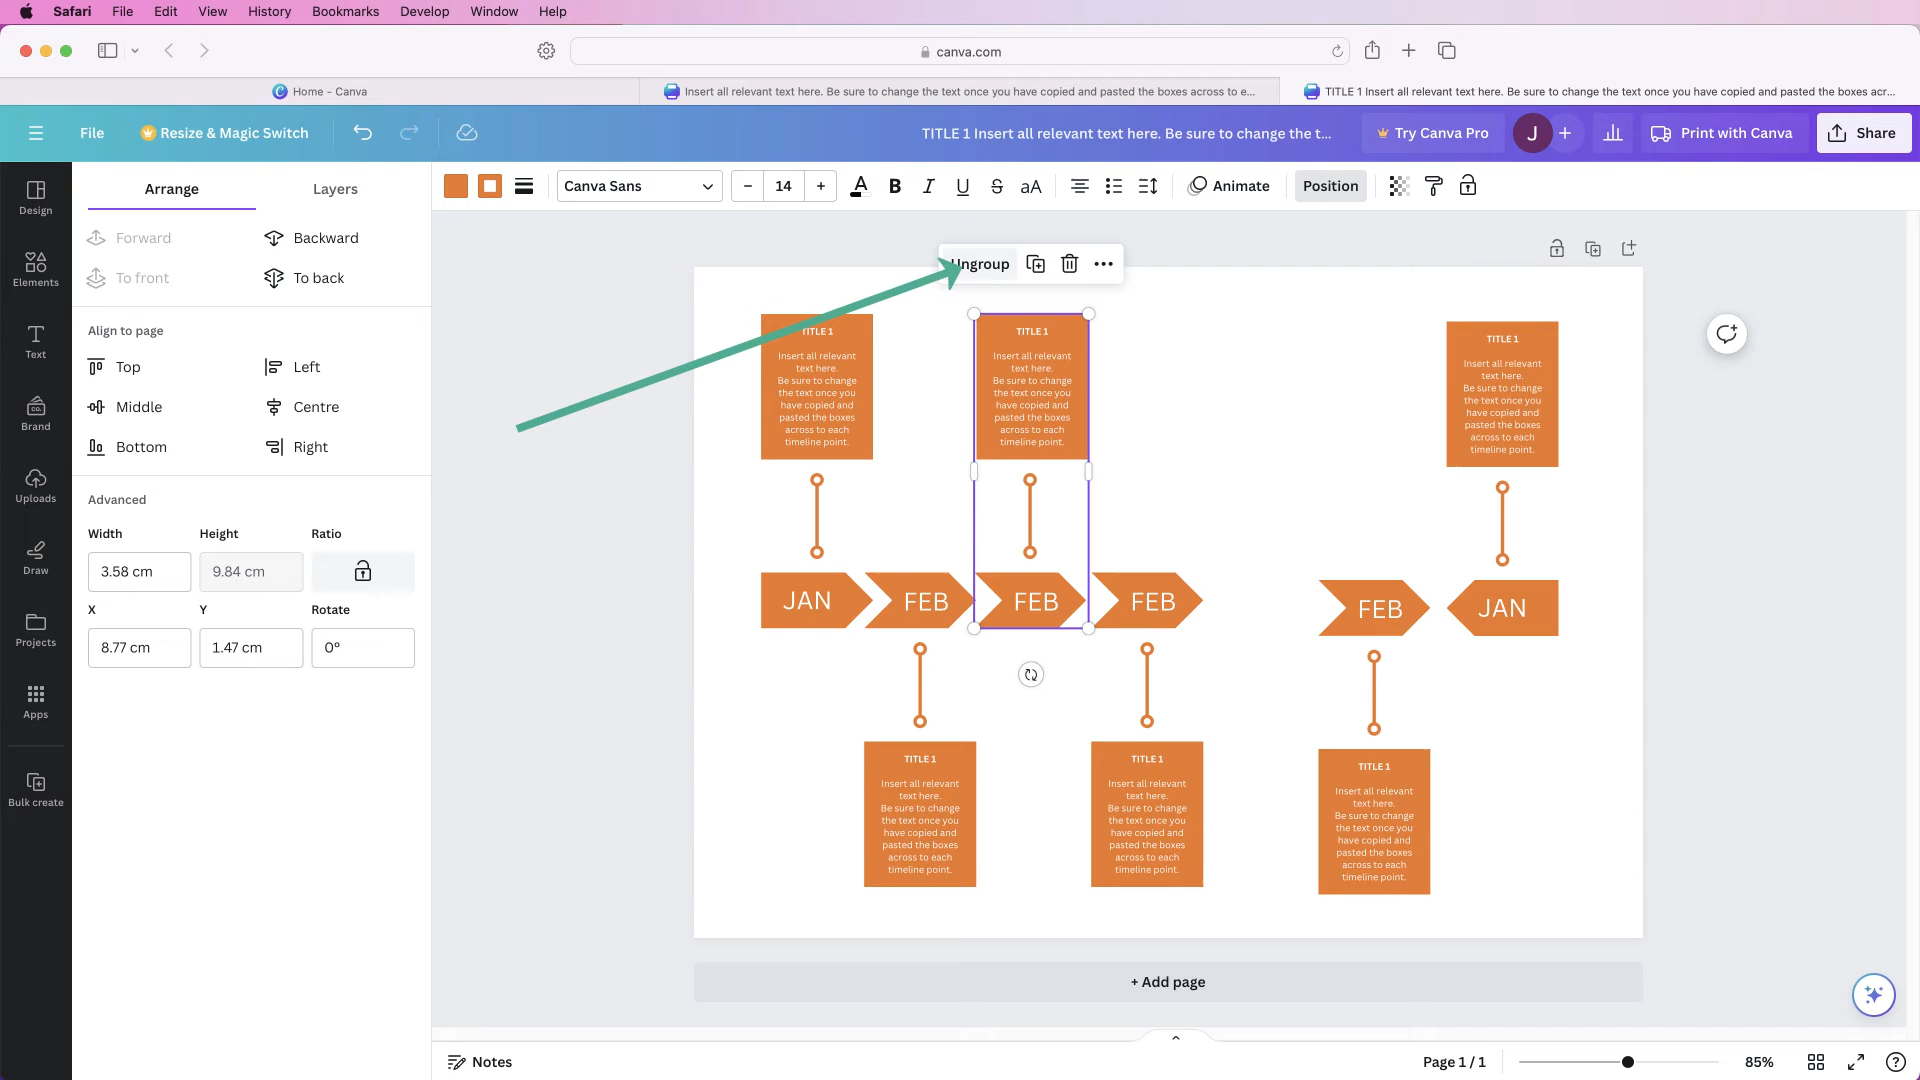 Safari File Edit View History Bookmarks Develop Window Help
canva.com
Home - Canva
Insert all relevant text here. Be sure to change the text once you have copied and pasted the boxes across to e...
TITLE 1 Insert all relevant text here. Be sure to change the text once you have copied and pasted the boxes acr...
File Resize & Magic Switch
TITLE 1 Insert all relevant text here. Be sure to change the t...
Try Canva Pro
J
Print with Canva
Share
Design
Elements
Text
co.
Brand
Uploads
Draw
Projects
Apps
Bulk create
Arrange Layers
Forward Backward
To front To back
Align to page
Top Left
Middle Centre
Bottom Right
Advanced
Width Height Ratio
3.58 cm 9.84 cm
X Y Rotate
8.77 cm 1.47 cm 0°
Canva Sans
– 14 +
A B I U S aA
Animate
Position
Ungroup
TITLE 1
Insert all relevant
text here.
Be sure to change
the text once you
have copied and
pasted the boxes
across to each
timeline point.
TITLE 1
Insert all relevant
text here.
Be sure to change
the text once you
have copied and
pasted the boxes
across to each
timeline point.
TITLE 1
Insert all relevant
text here.
Be sure to change
the text once you
have copied and
pasted the boxes
across to each
timeline point.
JAN FEB FEB FEB FEB JAN
TITLE 1
Insert all relevant
text here.
Be sure to change
the text once you
have copied and
pasted the boxes
across to each
timeline point.
TITLE 1
Insert all relevant
text here.
Be sure to change
the text once you
have copied and
pasted the boxes
across to each
timeline point.
TITLE 1
Insert all relevant
text here.
Be sure to change
the text once you
have copied and
pasted the boxes
across to each
timeline point.
+ Add page
Notes
Page 1 / 1
85%